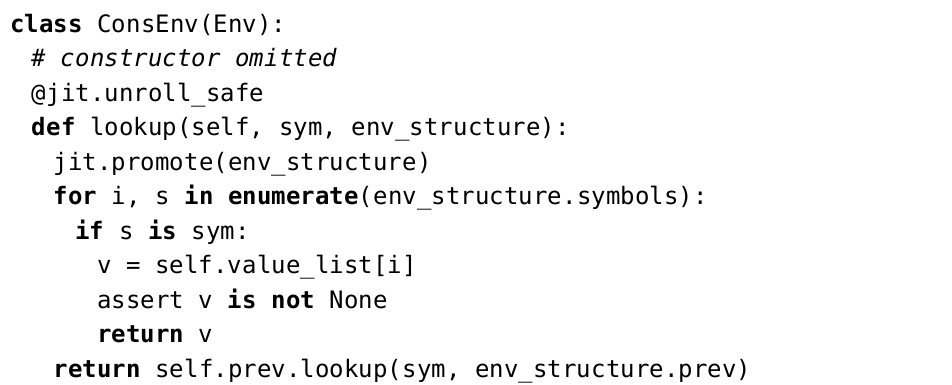 class ConsEnv(Env):
# constructor omitted
@jit.unroll_safe
def lookup(self, sym, env_structure):
jit.promote(env_structure)
for i, s in enumerate(env_structure.symbols):
if s is sym:
v = self.value_list[i]
assert v is not None
return v
return self.prev.lookup(sym, env_structure.prev)